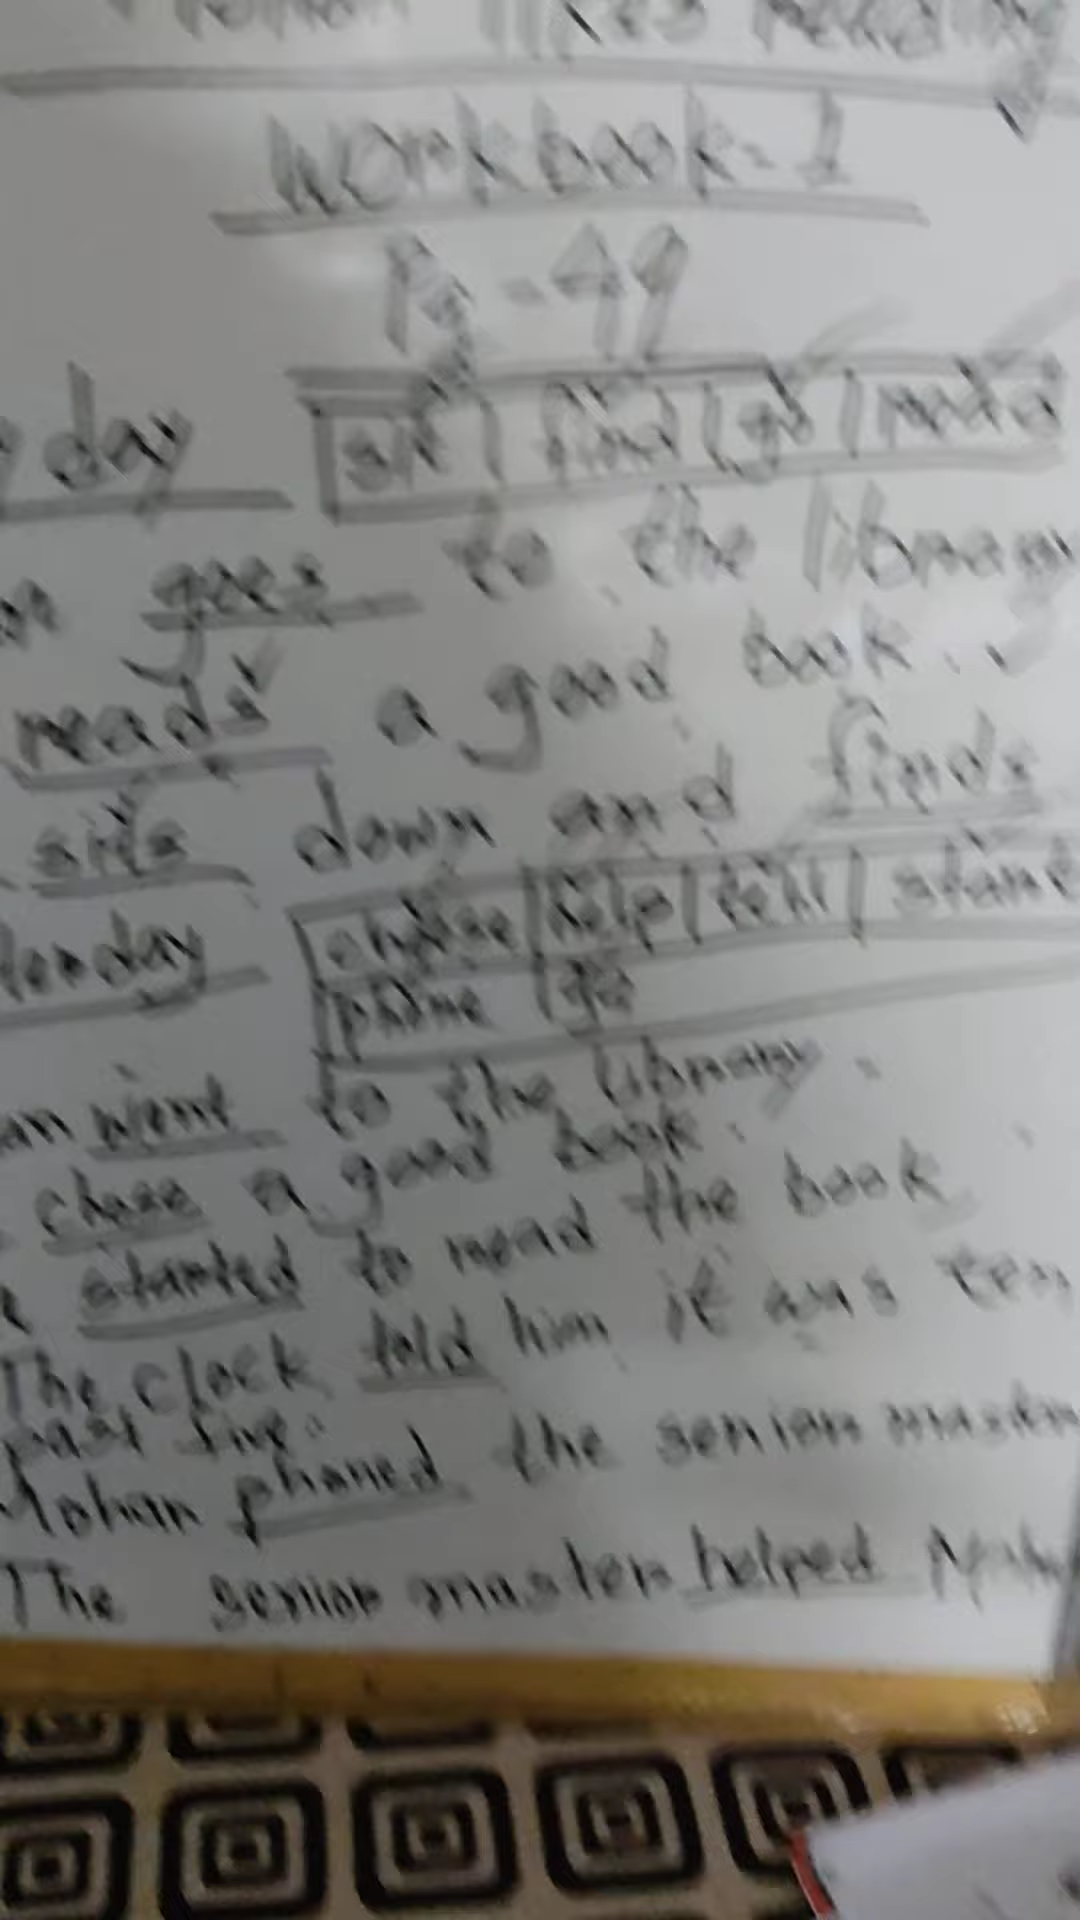 likes reading
Workbook-1
Pg-49
day sit find go read
goes to the library
reads a good book.
sits down and finds
choose help tell start
phone go
went to the library.
chose a good book.
started to read the book
The clock told him it was ten
past five.
Mohan phoned the senior master
The senior master helped